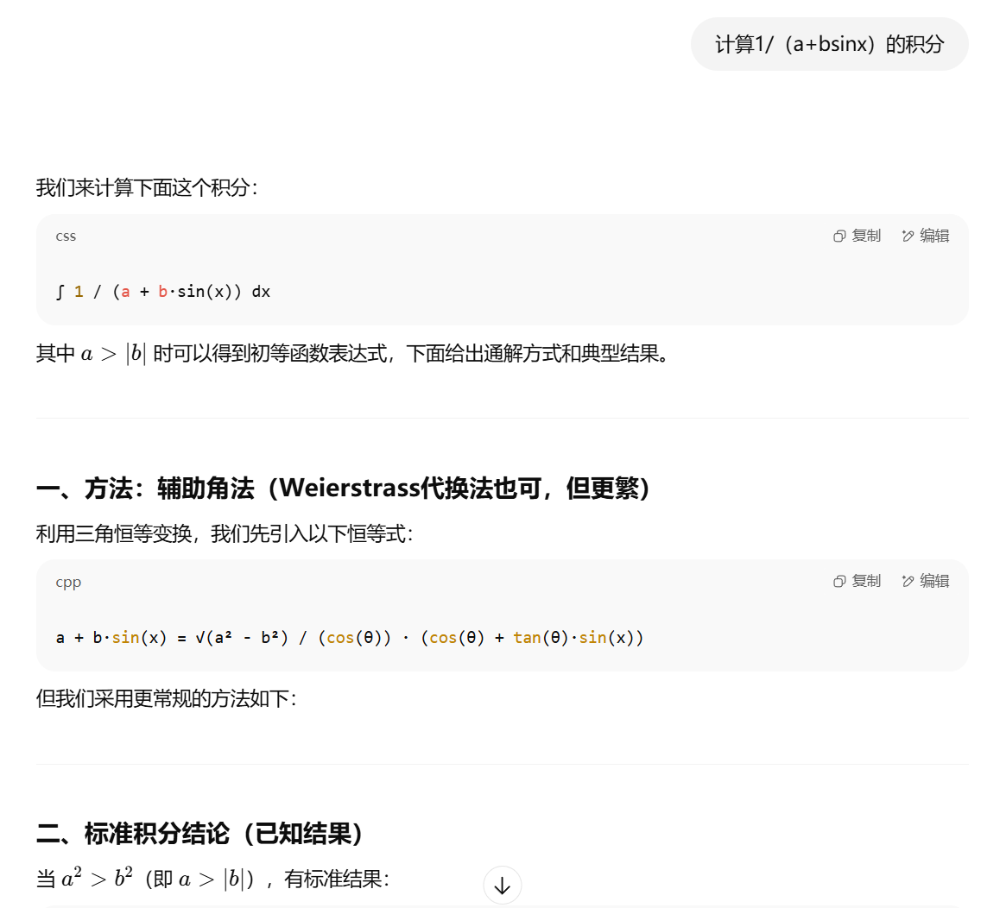 计算1/（a+bsinx）的积分
我们来计算下面这个积分：
css
复制
编辑
∫ 1 / (a + b·sin(x)) dx
其中 a > |b| 时可以得到初等函数表达式，下面给出通解方式和典型结果。
一、方法：辅助角法（Weierstrass代换法也可，但更繁）
利用三角恒等变换，我们先引入以下恒等式：
cpp
复制
编辑
a + b·sin(x) = √(a² - b²) / (cos(θ)) · (cos(θ) + tan(θ)·sin(x))
但我们采用更常规的方法如下：
二、标准积分结论（已知结果）
当 a² > b²（即 a > |b|），有标准结果：